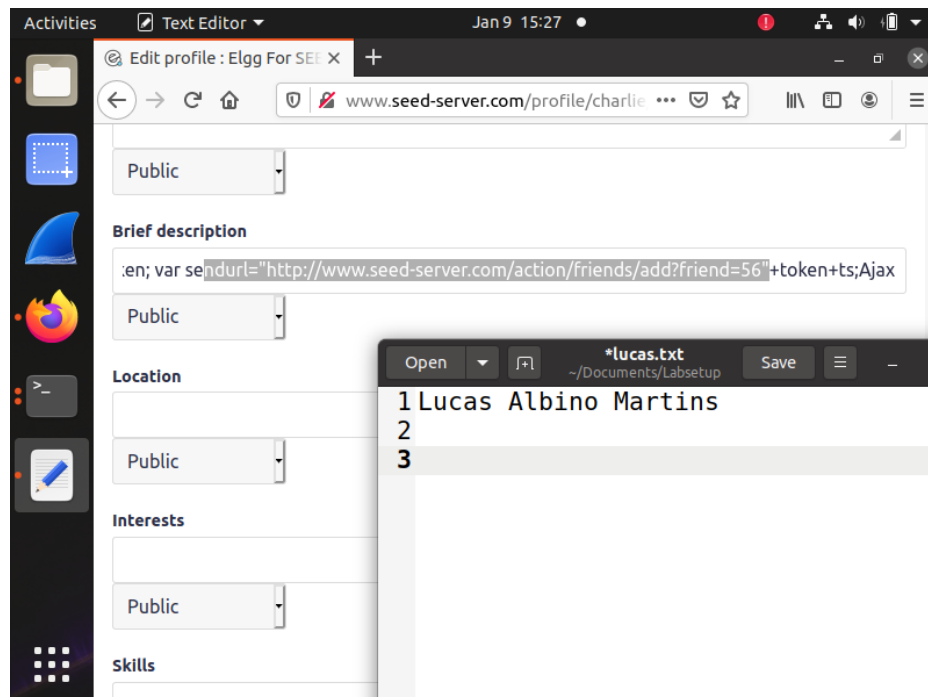 Activities Text Editor Jan 9 15:27
Edit profile : Elgg For SEE
www.seed-server.com/profile/charlie
Public
Brief description
ken; var sendurl="http://www.seed-server.com/action/friends/add?friend=56"+token+ts;Ajax
Public
Open *lucas.txt Save
~/Documents/Labsetup
Location
1 Lucas Albino Martins
2
3
Public
Interests
Public
Skills